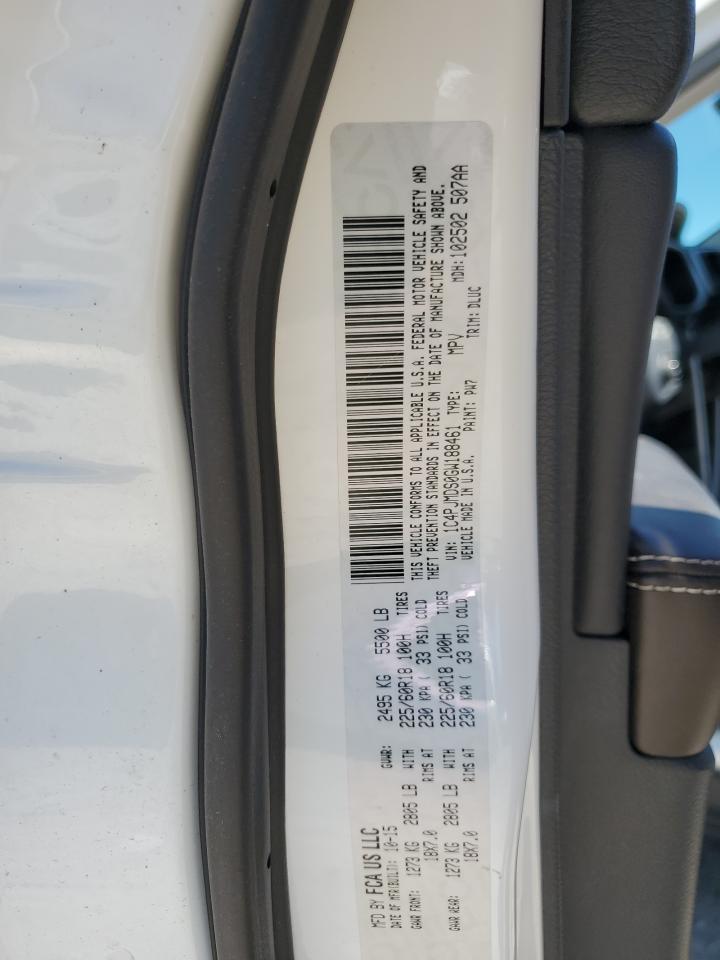 MFD BY FCA US LLC
DATE OF MFR(BUILT): 10-15
GVWR: 2495 KG 5500 LB
GAWR FRONT: 1273 KG 2805 LB WITH 225/60R18 100H TIRES
18X7.0 RIMS AT 230 KPA ( 33 PSI) COLD
GAWR REAR: 1273 KG 2805 LB WITH 225/60R18 100H TIRES
18X7.0 RIMS AT 230 KPA ( 33 PSI) COLD
THIS VEHICLE CONFORMS TO ALL APPLICABLE U.S.A. FEDERAL MOTOR VEHICLE SAFETY AND
THEFT PREVENTION STANDARDS IN EFFECT ON THE DATE OF MANUFACTURE SHOWN ABOVE.
VIN: 1C4PJMDS0GW188461 TYPE: MPV MDH:102502 507AA
VEHICLE MADE IN U.S.A. PAINT: PW7 TRIM: DLUC